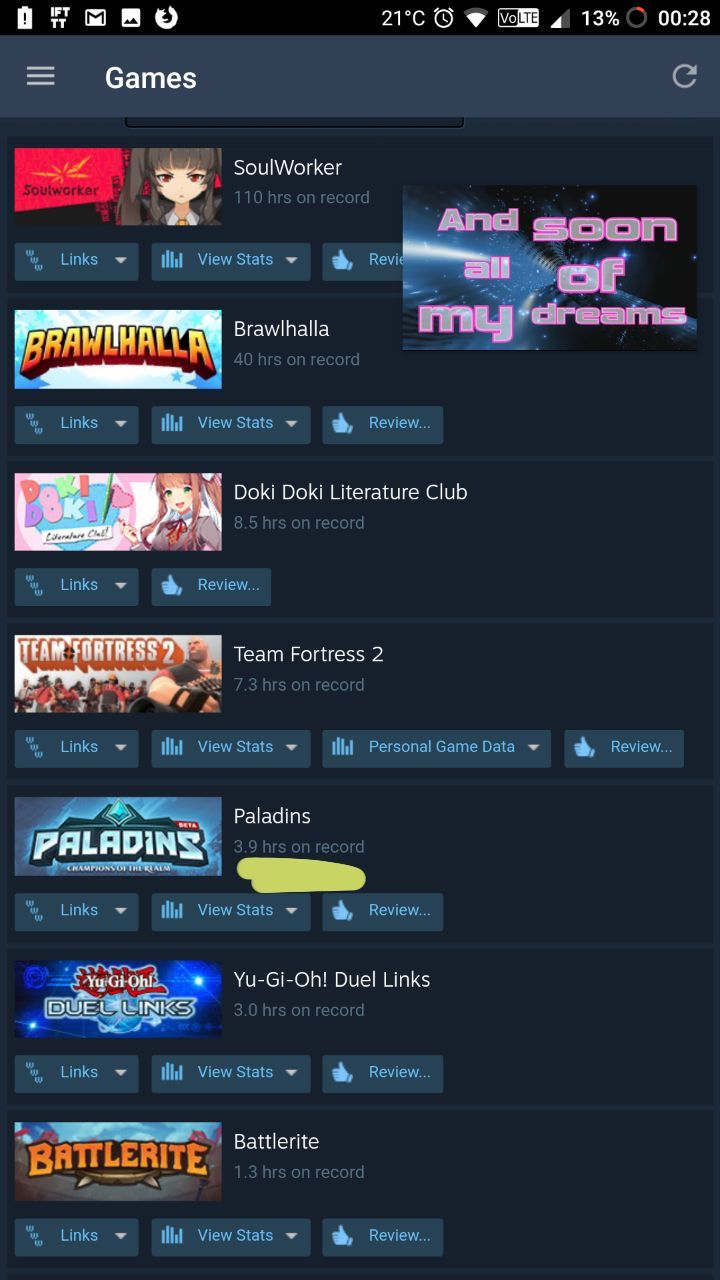 IF
TT
21°C
VoLTE
13%
00:28
Games
Soulworker
SoulWorker
110 hrs on record
And soon
all of
my dreams
Links
View Stats
Revie
BRAWLHALLA
Brawlhalla
40 hrs on record
Links
View Stats
Review...
DOKI
DOKI
Literature Club!
Doki Doki Literature Club
8.5 hrs on record
Links
Review...
TEAM FORTRESS 2
Team Fortress 2
7.3 hrs on record
Links
View Stats
Personal Game Data
Review...
BETA
PALADINS
CHAMPIONS OF THE REALM
Paladins
3.9 hrs on record
Links
View Stats
Review...
Yu-Gi-Oh!
DUEL LINKS
Yu-Gi-Oh! Duel Links
3.0 hrs on record
Links
View Stats
Review...
BATTLERITE
Battlerite
1.3 hrs on record
Links
View Stats
Review...